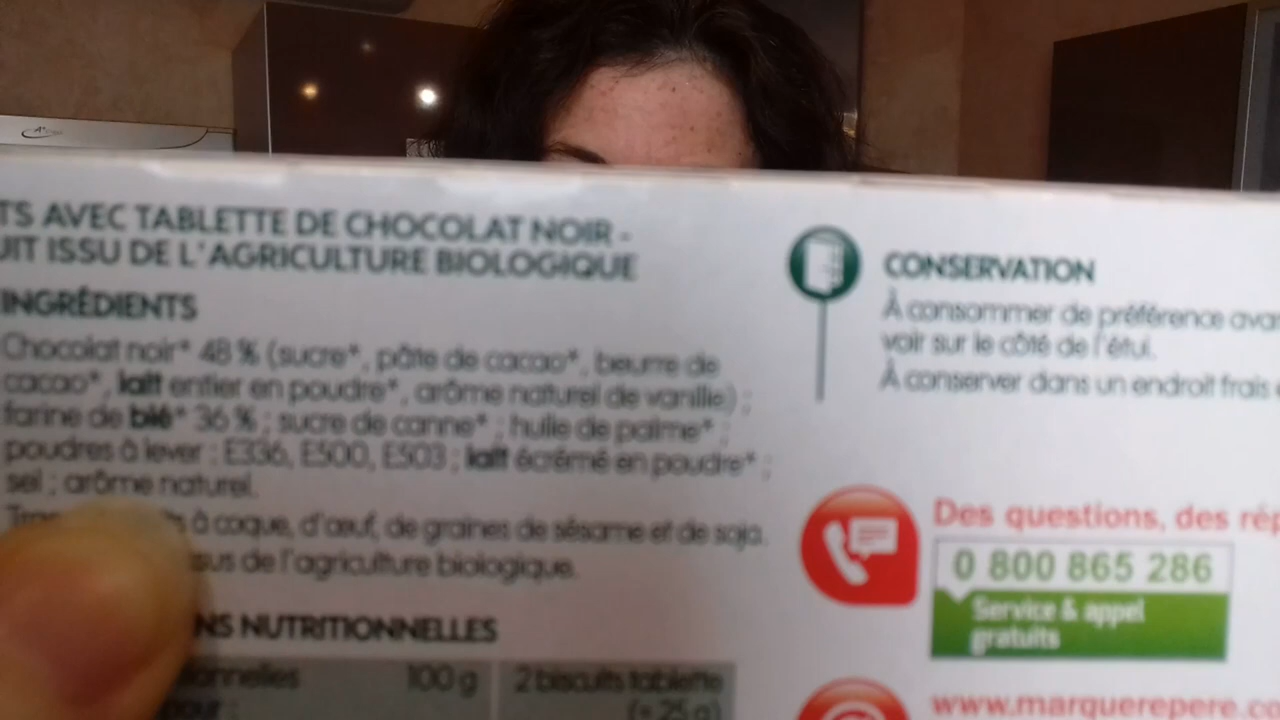 TS AVEC TABLETTE DE CHOCOLAT NOIR -
UIT ISSU DE L'AGRICULTURE BIOLOGIQUE
INGRÉDIENTS
Chocolat noir* 48 % (sucre*, pâte de cacao*, beurre de
cacao*, lait entier en poudre*, arôme naturel de vanille) ;
farine de blé* 36 % ; sucre de canne* ; huile de palme* ;
poudres à lever : E336, E500, E503 ; lait écrémé en poudre* ;
sel ; arôme naturel.
à coque, d'œuf, de graines de sésame et de soja.
sus de l'agriculture biologique.
NS NUTRITIONNELLES
ionnelles 100 g 2 biscuits tablette
pour : (≈ 25 g)
CONSERVATION
À consommer de préférence ava
voir sur le côté de l'étui.
À conserver dans un endroit frais e
Des questions, des rép
0 800 865 286
Service & appel
gratuits
www.marquerepere.co